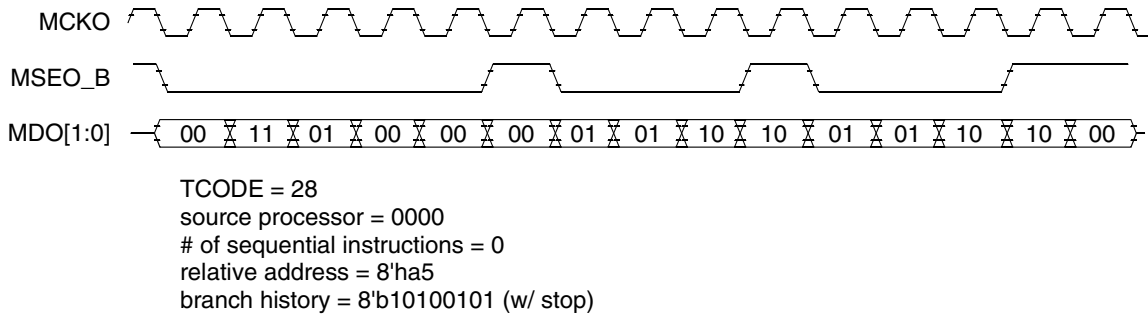 MCKO
MSEO_B
MDO[1:0] 00 11 01 00 00 00 01 01 10 10 01 01 10 10 00
TCODE = 28
source processor = 0000
# of sequential instructions = 0
relative address = 8'ha5
branch history = 8'b10100101 (w/ stop)